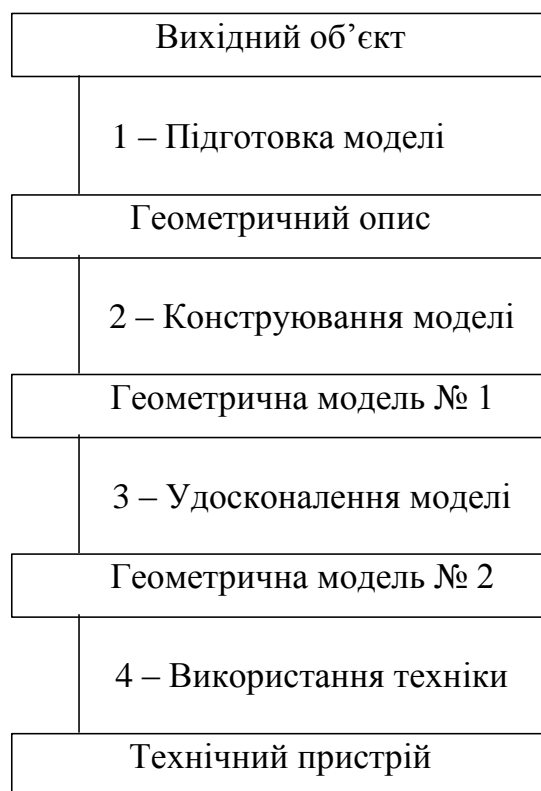 Вихідний об’єкт
1 – Підготовка моделі
Геометричний опис
2 – Конструювання моделі
Геометрична модель № 1
3 – Удосконалення моделі
Геометрична модель № 2
4 – Використання техніки
Технічний пристрій